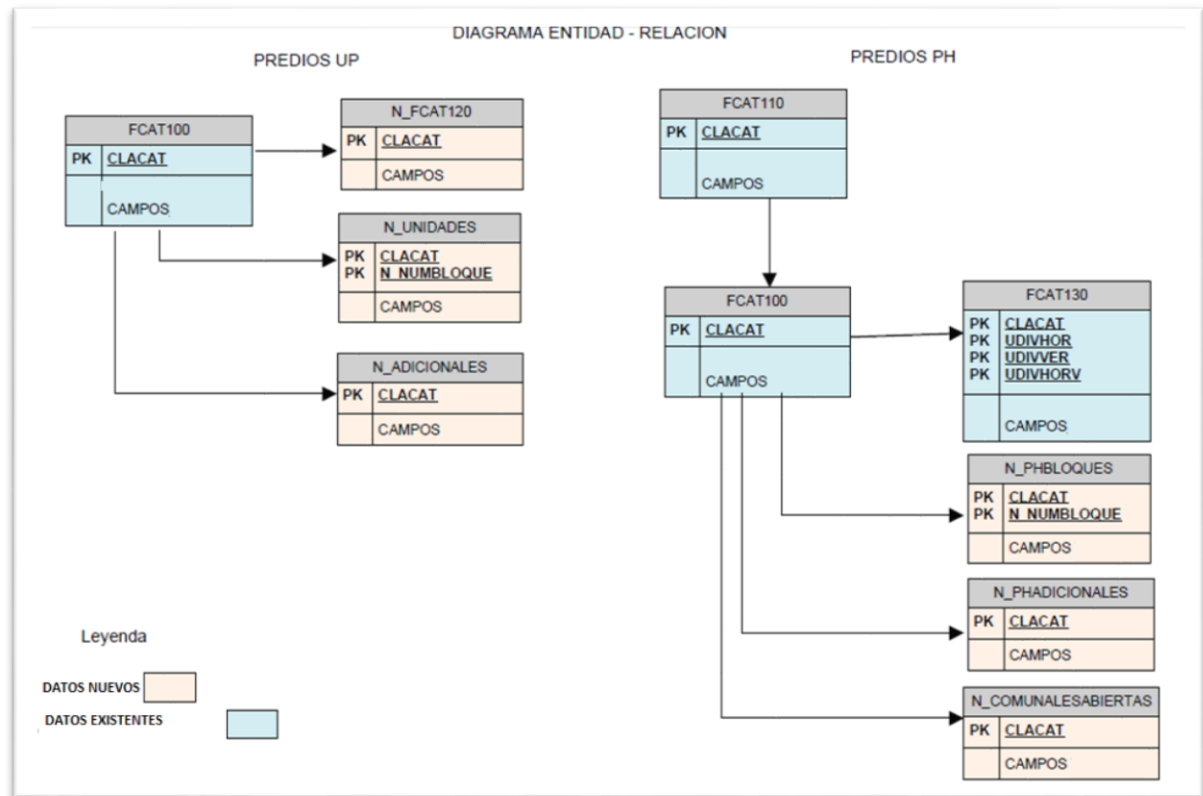 DIAGRAMA ENTIDAD - RELACION
PREDIOS UP
FCAT100
PK CLACAT
CAMPOS
N_FCAT120
PK CLACAT
CAMPOS
N_UNIDADES
PK CLACAT
PK N_NUMBLOQUE
CAMPOS
N_ADICIONALES
PK CLACAT
CAMPOS
PREDIOS PH
FCAT110
PK CLACAT
CAMPOS
FCAT100
PK CLACAT
CAMPOS
FCAT130
PK CLACAT
PK UDIVHOR
PK UDIVVER
PK UDIVHORV
CAMPOS
N_PHBLOQUES
PK CLACAT
PK N_NUMBLOQUE
CAMPOS
N_PHADICIONALES
PK CLACAT
CAMPOS
N_COMUNALESABIERTAS
PK CLACAT
CAMPOS
Leyenda
DATOS NUEVOS
DATOS EXISTENTES